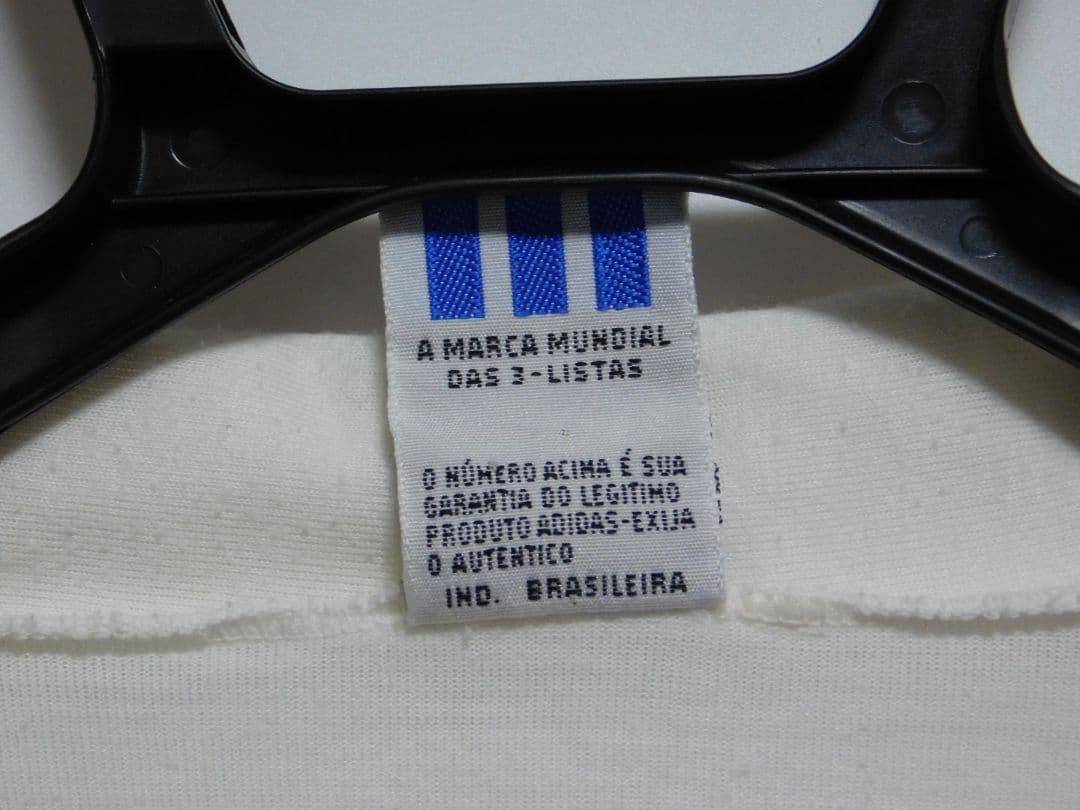 A MARCA MUNDIAL
DAS 3-LISTAS
O NÚMERO ACIMA É SUA
GARANTIA DO LEGITIMO
PRODUTO ADIDAS-EXIJA
O AUTENTICO
IND. BRASILEIRA